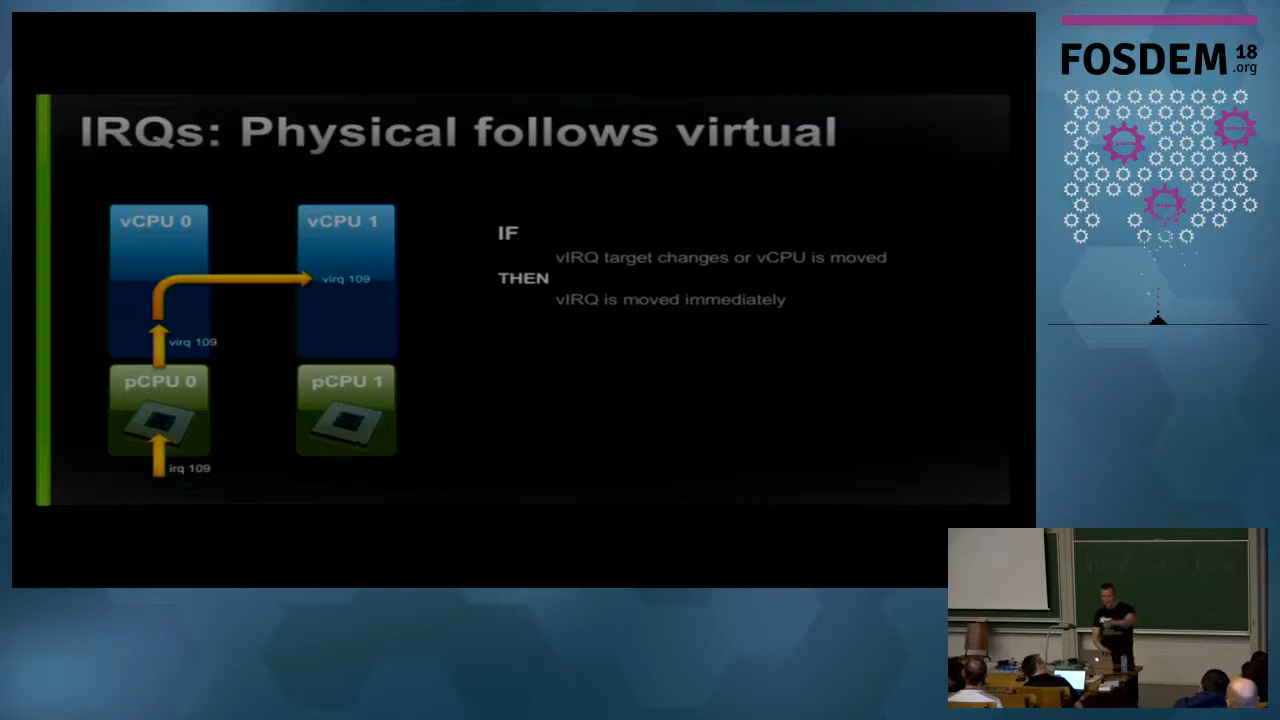 IRQs: Physical follows virtual
vCPU 0
vCPU 1
virq 109
virq 109
pCPU 0
pCPU 1
irq 109
IF
vIRQ target changes or vCPU is moved
THEN
vIRQ is moved immediately
FOSDEM 18
.org